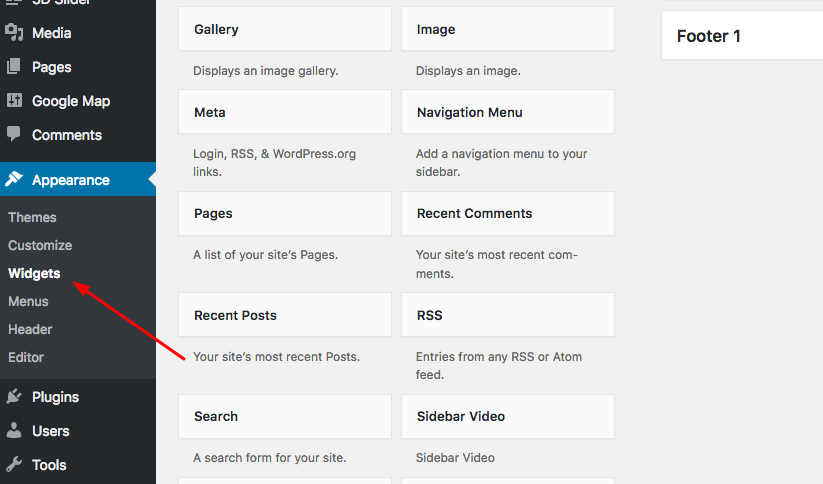 3D Slider
Media
Pages
Google Map
Comments
Appearance
Themes
Customize
Widgets
Menus
Header
Editor
Plugins
Users
Tools
Gallery
Displays an image gallery.
Image
Displays an image.
Meta
Login, RSS, & WordPress.org
links.
Navigation Menu
Add a navigation menu to your
sidebar.
Pages
A list of your site's Pages.
Recent Comments
Your site's most recent com-
ments.
Recent Posts
Your site's most recent Posts.
RSS
Entries from any RSS or Atom
feed.
Search
A search form for your site.
Sidebar Video
Sidebar Video
Footer 1